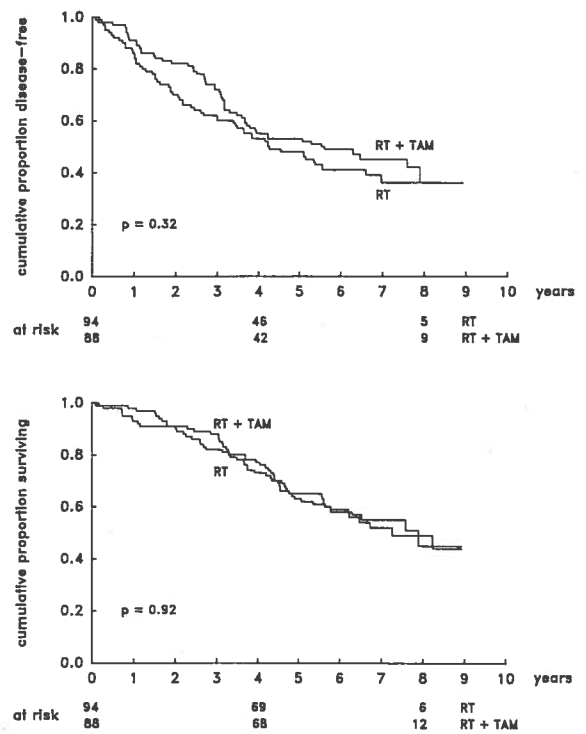 cumulative proportion disease-free
1.0
0.8
0.6
0.4
0.2
0.0
RT + TAM
RT
p = 0.32
0 1 2 3 4 5 6 7 8 9 10 years
at risk
94 46 5 RT
88 42 9 RT + TAM
cumulative proportion surviving
1.0
0.8
0.6
0.4
0.2
0.0
RT + TAM
RT
p = 0.92
0 1 2 3 4 5 6 7 8 9 10 years
at risk
94 69 6 RT
88 68 12 RT + TAM